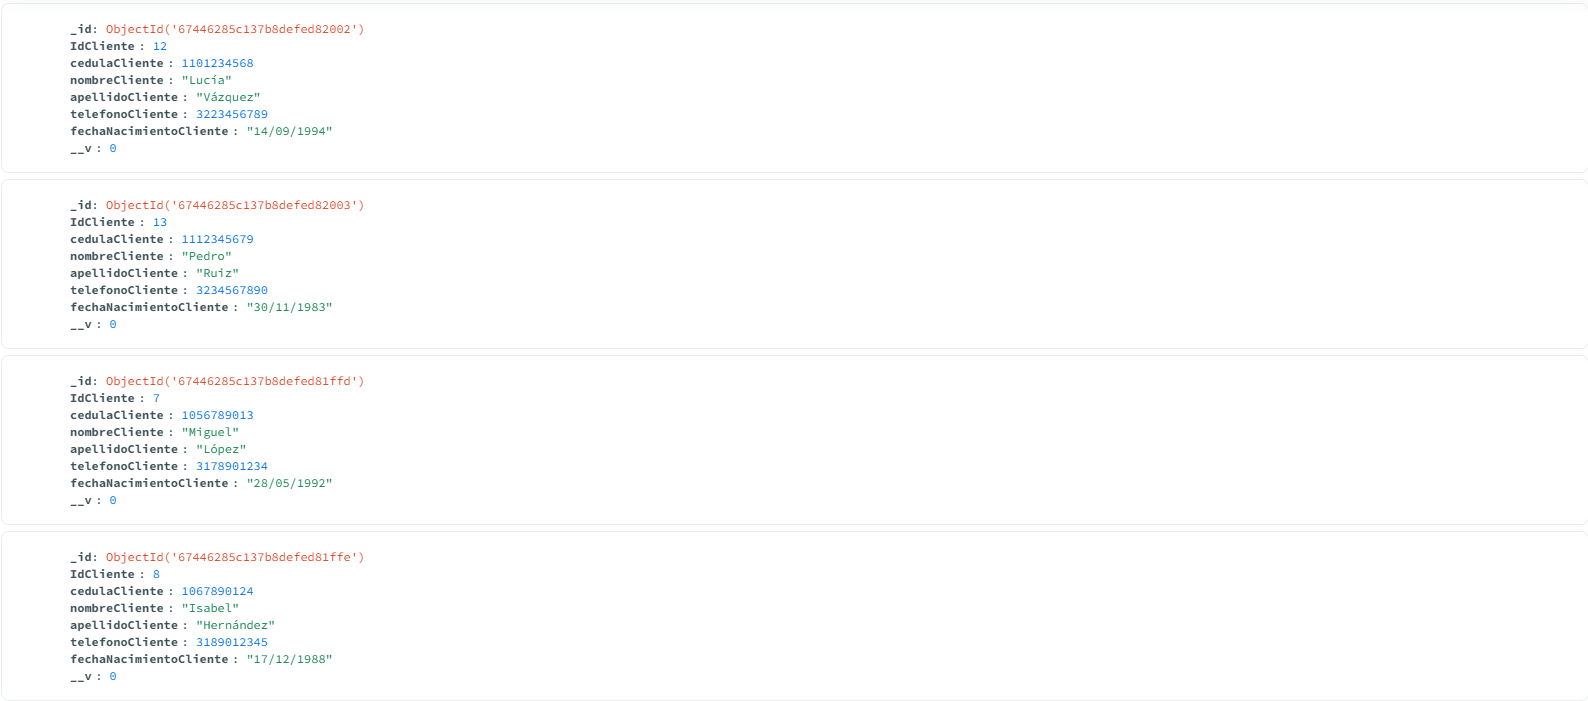 _id: ObjectId('67446285c137b8defed82002')
IdCliente : 12
cedulaCliente : 1101234568
nombreCliente : "Lucía"
apellidoCliente : "Vázquez"
telefonoCliente : 3223456789
fechaNacimientoCliente : "14/09/1994"
__v : 0
_id: ObjectId('67446285c137b8defed82003')
IdCliente : 13
cedulaCliente : 1112345679
nombreCliente : "Pedro"
apellidoCliente : "Ruiz"
telefonoCliente : 3234567890
fechaNacimientoCliente : "30/11/1983"
__v : 0
_id: ObjectId('67446285c137b8defed81ffd')
IdCliente : 7
cedulaCliente : 1056789013
nombreCliente : "Miguel"
apellidoCliente : "López"
telefonoCliente : 3178901234
fechaNacimientoCliente : "28/05/1992"
__v : 0
_id: ObjectId('67446285c137b8defed81ffe')
IdCliente : 8
cedulaCliente : 1067890124
nombreCliente : "Isabel"
apellidoCliente : "Hernández"
telefonoCliente : 3189012345
fechaNacimientoCliente : "17/12/1988"
__v : 0